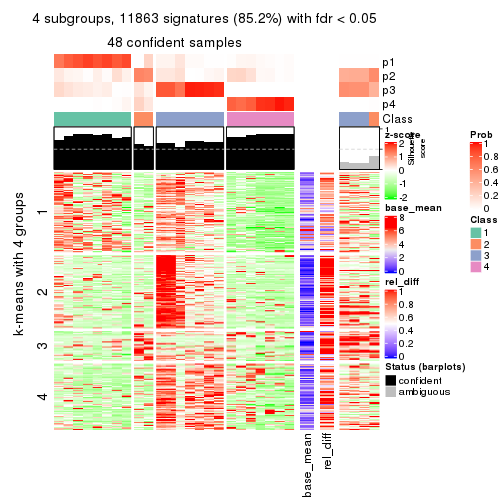 4 subgroups, 11863 signatures (85.2%) with fdr < 0.05
48 confident samples
p1
p2
p3
p4
Class
1
Silhouette
score
k-means with 4 groups
1
2
3
4
base_mean
rel_diff
z-score
2
1
0
-1
-2
base_mean
8
6
4
2
0
rel_diff
1
0.8
0.6
0.4
0.2
0
Status (barplots)
confident
ambiguous
Prob
1
0.8
0.6
0.4
0.2
0
Class
1
2
3
4